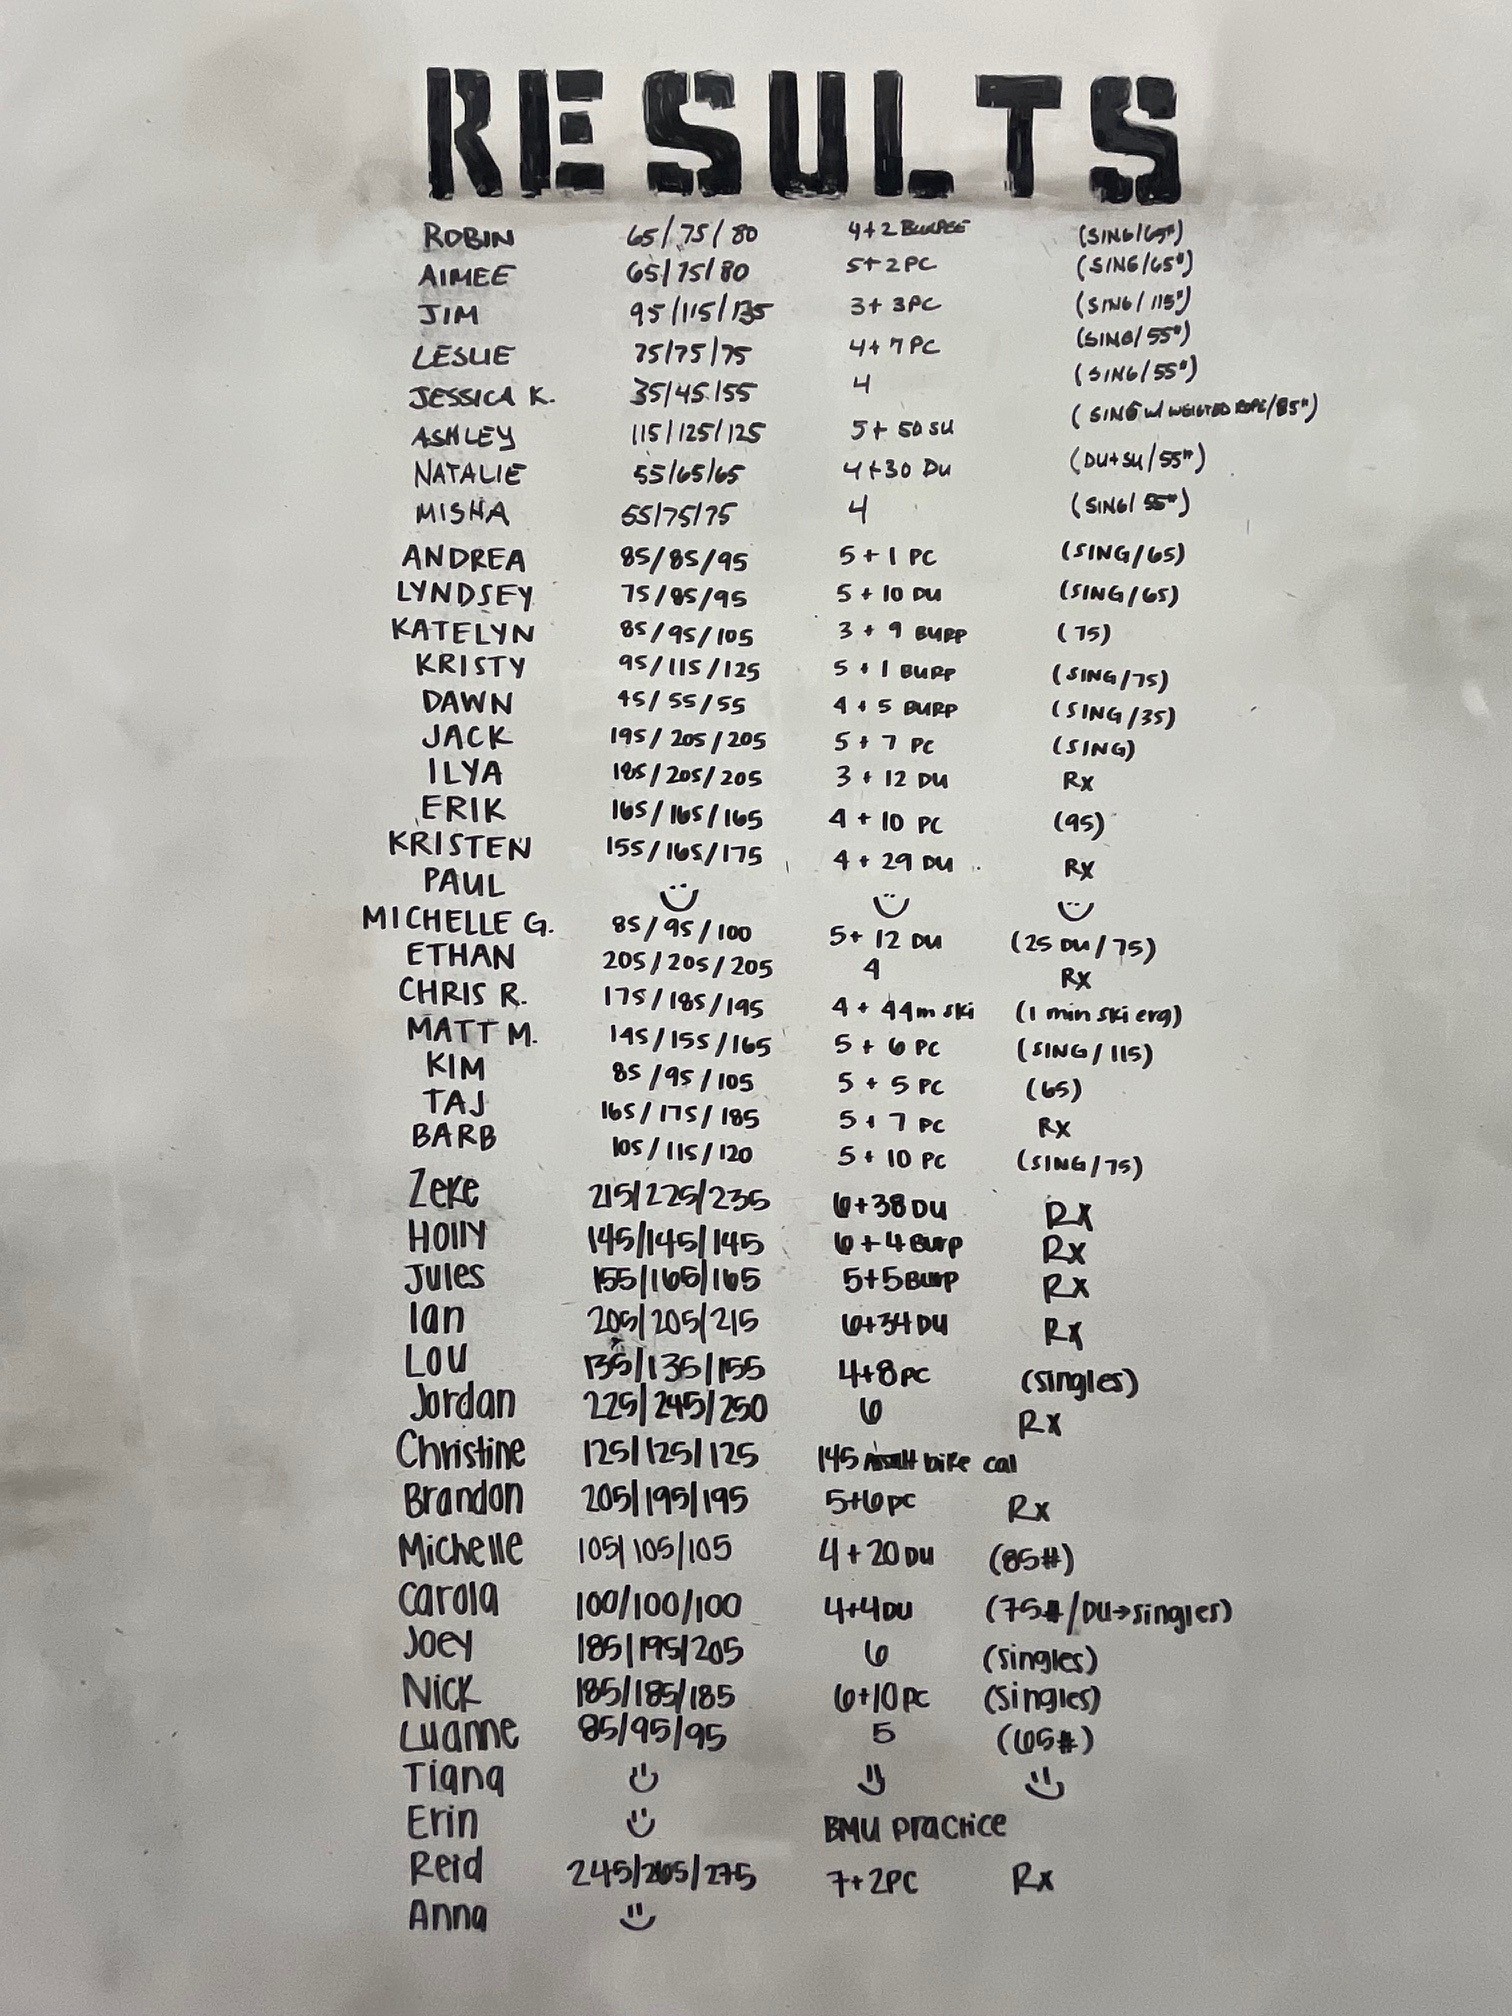 RESULTS
ROBIN 65/75/80 4+2 BURPEE (SING/65#)
AIMEE 65/75/80 5+2PC (SING/65#)
JIM 95/115/135 3+3PC (SING/115#)
LESLIE 75/75/75 4+7PC (SING/55#)
JESSICA K. 35/45/55 4 (SING/55#)
ASHLEY 115/125/125 5+50 SU (SING w/ WEIGTED ROPE/85#)
NATALIE 55/65/65 4+30 DU (DU+SU/55#)
MISHA 55/75/75 4 (SING/55#)
ANDREA 85/85/95 5+1 PC (SING/65)
LYNDSEY 75/85/95 5+10 DU (SING/65)
KATELYN 85/95/105 3+9 BURP (75)
KRISTY 95/115/125 5+1 BURP (SING/75)
DAWN 45/55/55 4+5 BURP (SING/35)
JACK 195/205/205 5+7 PC (SING)
ILYA 185/205/205 3+12 DU Rx
ERIK 165/165/165 4+10 PC (95)
KRISTEN 155/165/175 4+29 DU Rx
PAUL
MICHELLE G. 85/95/100 5+12 DU (25 DU/75)
ETHAN 205/205/205 4 Rx
CHRIS R. 175/185/195 4+44m ski (1 min ski erg)
MATT M. 145/155/165 5+6 PC (SING/115)
KIM 85/95/105 5+5 PC (65)
TAJ 165/175/185 5+7 PC Rx
BARB 105/115/120 5+10 PC (SING/75)
Zeke 215/225/235 6+38 DU Rx
Holly 145/145/145 6+4 Burp Rx
Jules 155/165/165 5+5 Burp Rx
Ian 205/205/215 6+34 DU Rx
Lou 135/135/155 4+8 PC (singles)
Jordan 225/245/250 6 Rx
Christine 125/125/125 145 bike cal
Brandon 205/195/195 5+6 PC Rx
Michelle 105/105/105 4+20 DU (85#)
Carola 100/100/100 4+4 DU (75#/DU→singles)
Joey 185/195/205 6 (singles)
Nick 185/185/185 6+10 PC (singles)
Luanne 85/95/95 5 (65#)
Tiana
Erin BMU practice
Reid 245/265/275 7+2PC Rx
Anna